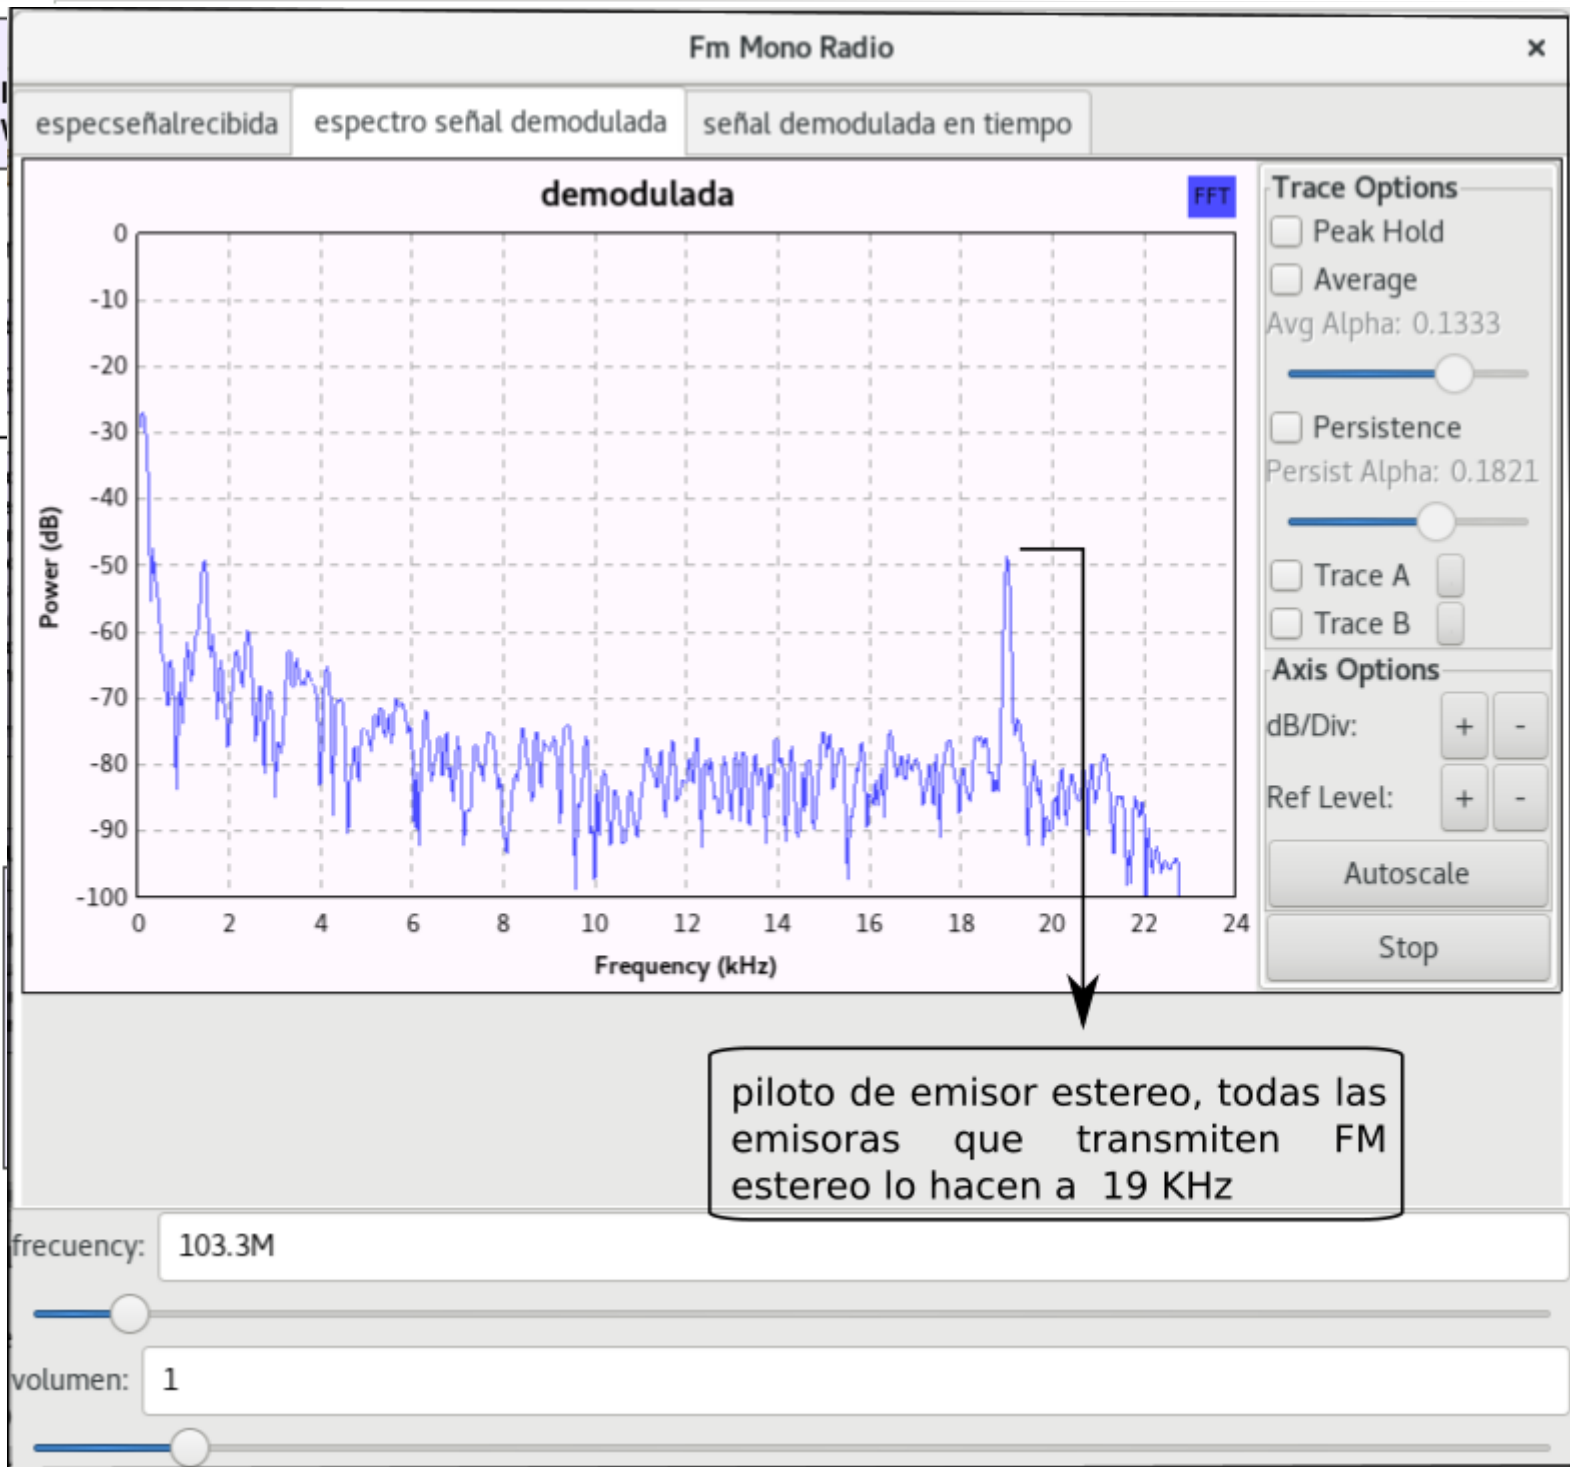 Fm Mono Radio ×
especseñalrecibida espectro señal demodulada señal demodulada en tiempo
demodulada
FFT
0
-10
-20
-30
-40
-50
-60
-70
-80
-90
-100
Power (dB)
0 2 4 6 8 10 12 14 16 18 20 22 24
Frequency (kHz)
Trace Options
Peak Hold
Average
Avg Alpha: 0.1333
Persistence
Persist Alpha: 0.1821
Trace A
Trace B
Axis Options
dB/Div: + -
Ref Level: + -
Autoscale
Stop
piloto de emisor estereo, todas las
emisoras que transmiten FM
estereo lo hacen a 19 KHz
frecuency: 103.3M
volumen: 1